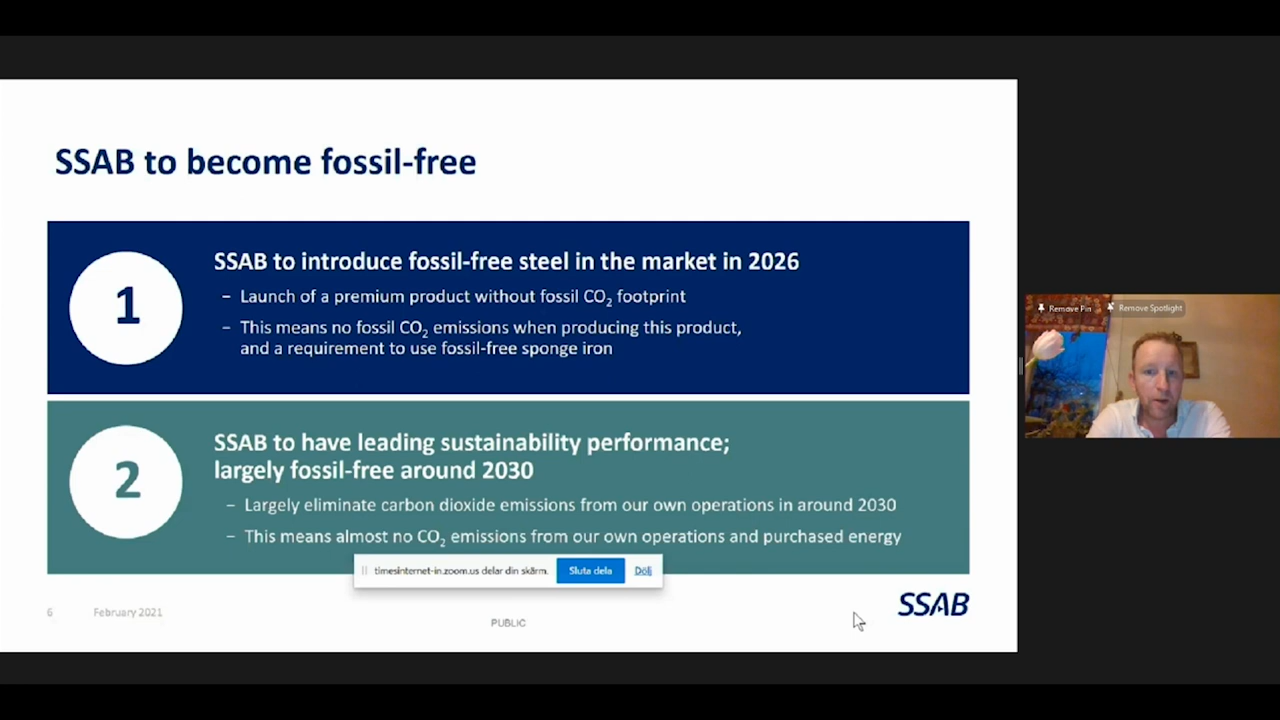 SSAB to become fossil-free
1
SSAB to introduce fossil-free steel in the market in 2026
– Launch of a premium product without fossil CO₂ footprint
– This means no fossil CO₂ emissions when producing this product,
and a requirement to use fossil-free sponge iron
Remove Pin
Remove Spotlight
2
SSAB to have leading sustainability performance;
largely fossil-free around 2030
– Largely eliminate carbon dioxide emissions from our own operations in around 2030
– This means almost no CO₂ emissions from our own operations and purchased energy
timesinternet-in.zoom.us delar din skärm.
Sluta dela
Dölj
6
February 2021
PUBLIC
SSAB